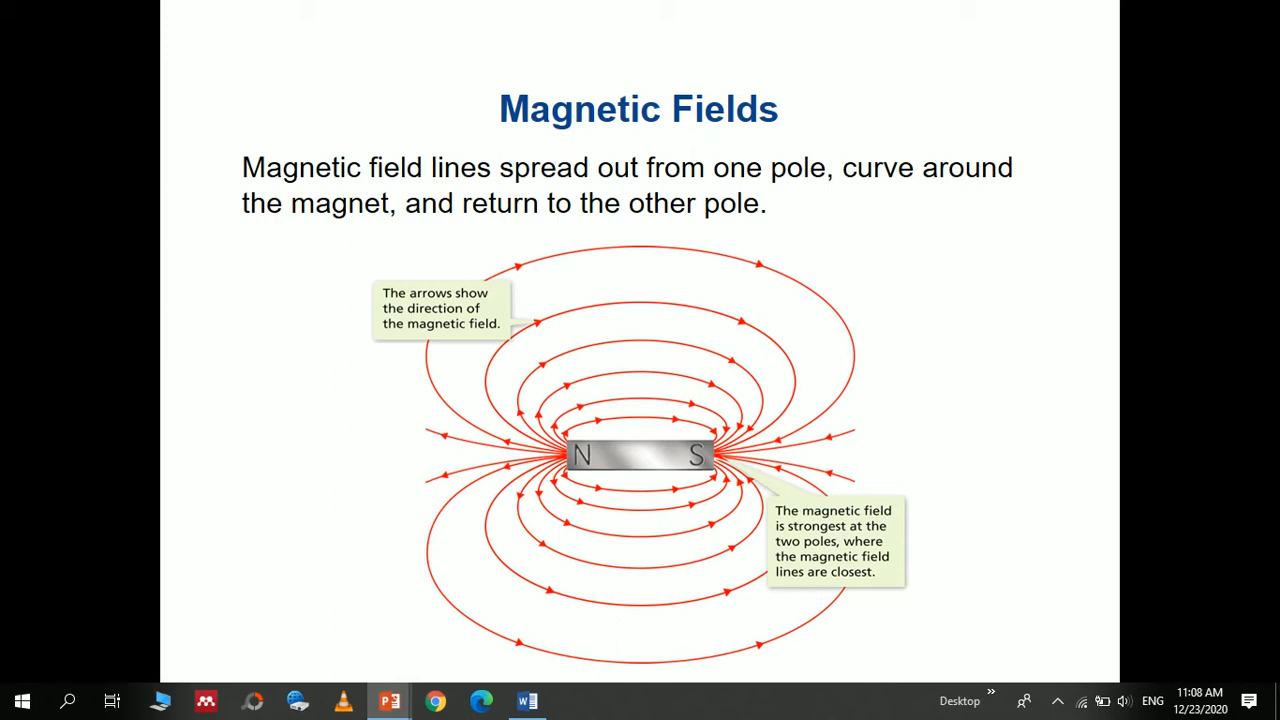 Magnetic Fields
Magnetic field lines spread out from one pole, curve around
the magnet, and return to the other pole.
The arrows show
the direction of
the magnetic field.
N S
The magnetic field
is strongest at the
two poles, where
the magnetic field
lines are closest.
Desktop
ENG
11:08 AM
12/23/2020